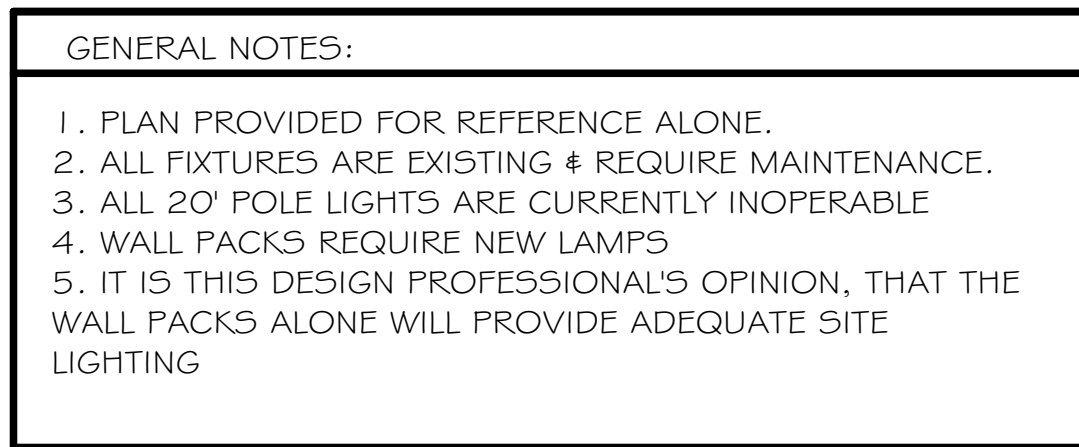 GENERAL NOTES:
1. PLAN PROVIDED FOR REFERENCE ALONE.
2. ALL FIXTURES ARE EXISTING & REQUIRE MAINTENANCE.
3. ALL 20' POLE LIGHTS ARE CURRENTLY INOPERABLE
4. WALL PACKS REQUIRE NEW LAMPS
5. IT IS THIS DESIGN PROFESSIONAL'S OPINION, THAT THE
WALL PACKS ALONE WILL PROVIDE ADEQUATE SITE
LIGHTING